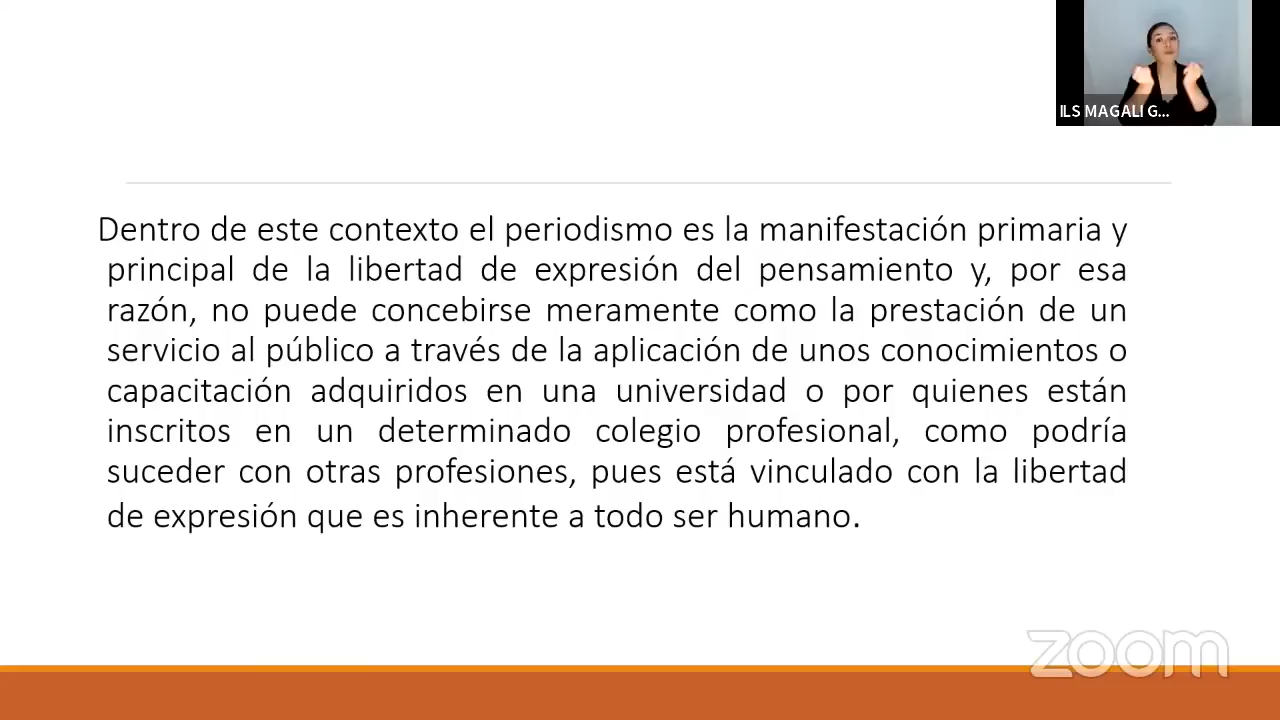 ILS MAGALI G...
Dentro de este contexto el periodismo es la manifestación primaria y
principal de la libertad de expresión del pensamiento y, por esa
razón, no puede concebirse meramente como la prestación de un
servicio al público a través de la aplicación de unos conocimientos o
capacitación adquiridos en una universidad o por quienes están
inscritos en un determinado colegio profesional, como podría
suceder con otras profesiones, pues está vinculado con la libertad
de expresión que es inherente a todo ser humano.
zoom